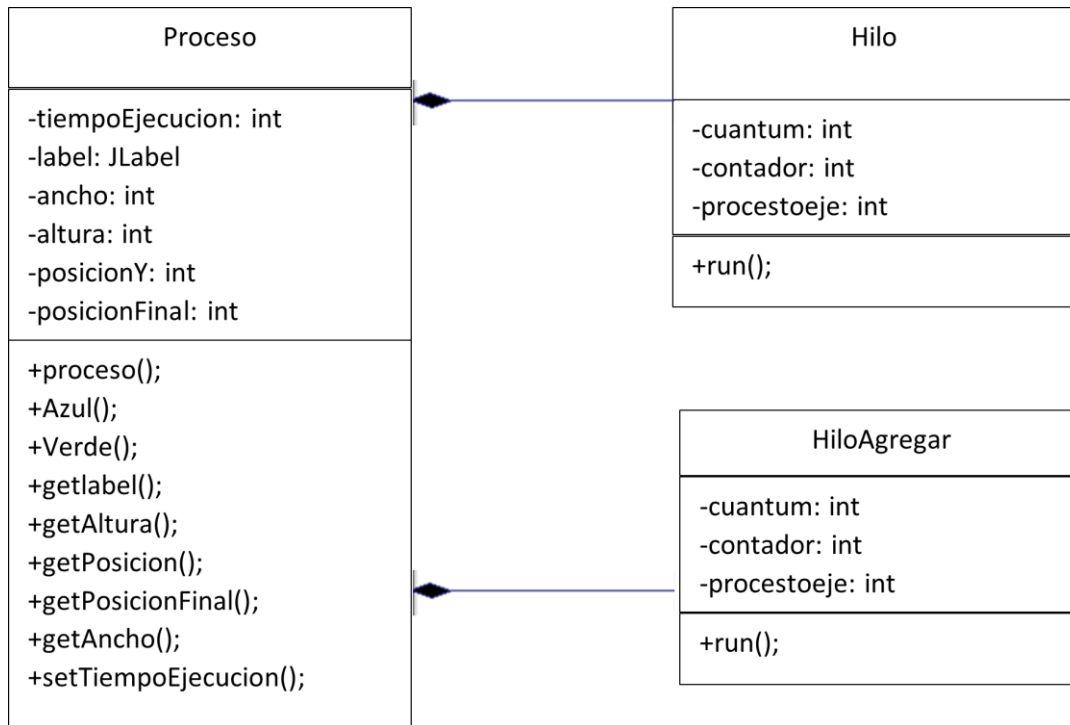 Proceso
-tiempoEjecucion: int
-label: JLabel
-ancho: int
-altura: int
-posicionY: int
-posicionFinal: int
+proceso();
+Azul();
+Verde();
+getlabel();
+getAltura();
+getPosicion();
+getPosicionFinal();
+getAncho();
+setTiempoEjecucion();
Hilo
-cuantum: int
-contador: int
-procestoeje: int
+run();
HiloAgregar
-cuantum: int
-contador: int
-procestoeje: int
+run();